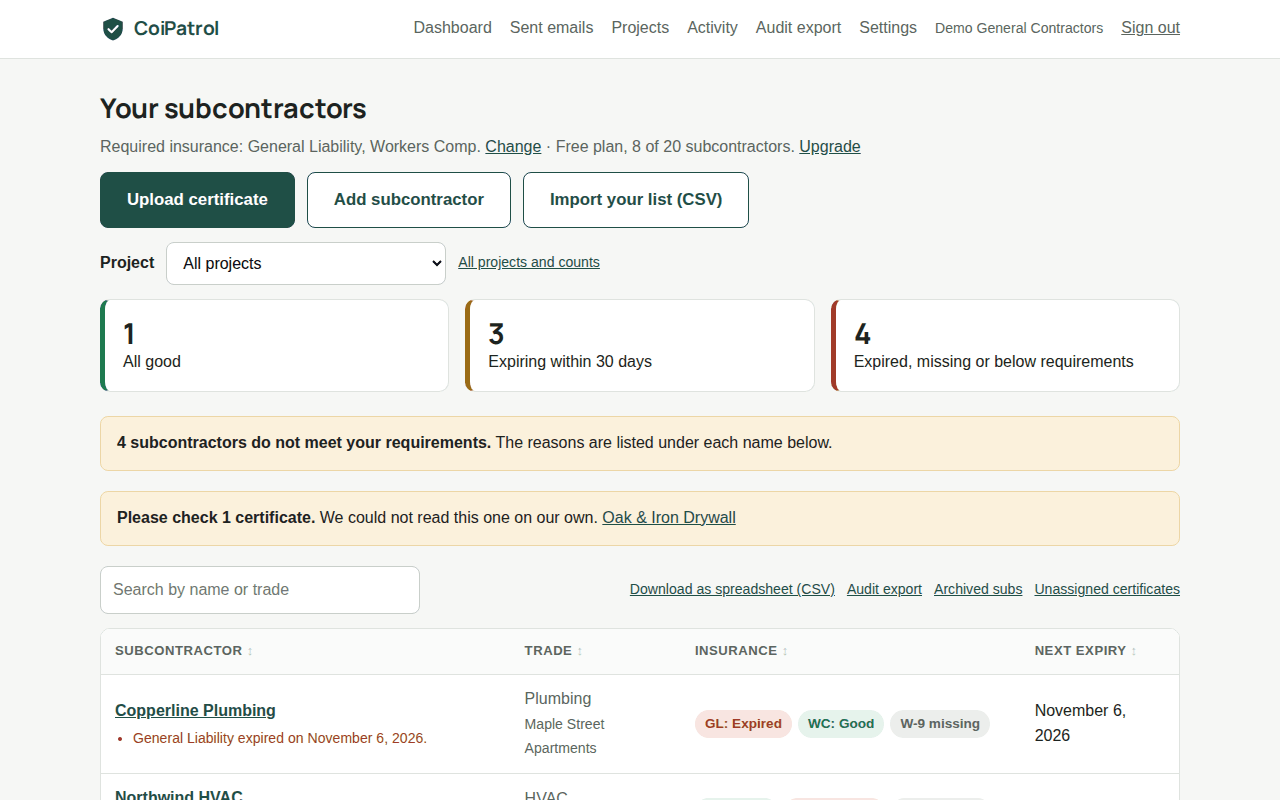 CoiPatrol
Dashboard Sent emails Projects Activity Audit export Settings Demo General Contractors Sign out
Your subcontractors
Required insurance: General Liability, Workers Comp. Change · Free plan, 8 of 20 subcontractors. Upgrade
Upload certificate Add subcontractor Import your list (CSV)
Project All projects All projects and counts
1
All good
3
Expiring within 30 days
4
Expired, missing or below requirements
4 subcontractors do not meet your requirements. The reasons are listed under each name below.
Please check 1 certificate. We could not read this one on our own. Oak & Iron Drywall
Search by name or trade Download as spreadsheet (CSV) Audit export Archived subs Unassigned certificates
SUBCONTRACTOR ↕ TRADE ↕ INSURANCE ↕ NEXT EXPIRY ↕
Copperline Plumbing
• General Liability expired on November 6, 2026.
Plumbing
Maple Street
Apartments
GL: Expired WC: Good W-9 missing
November 6,
2026
Northwind HVAC HVAC